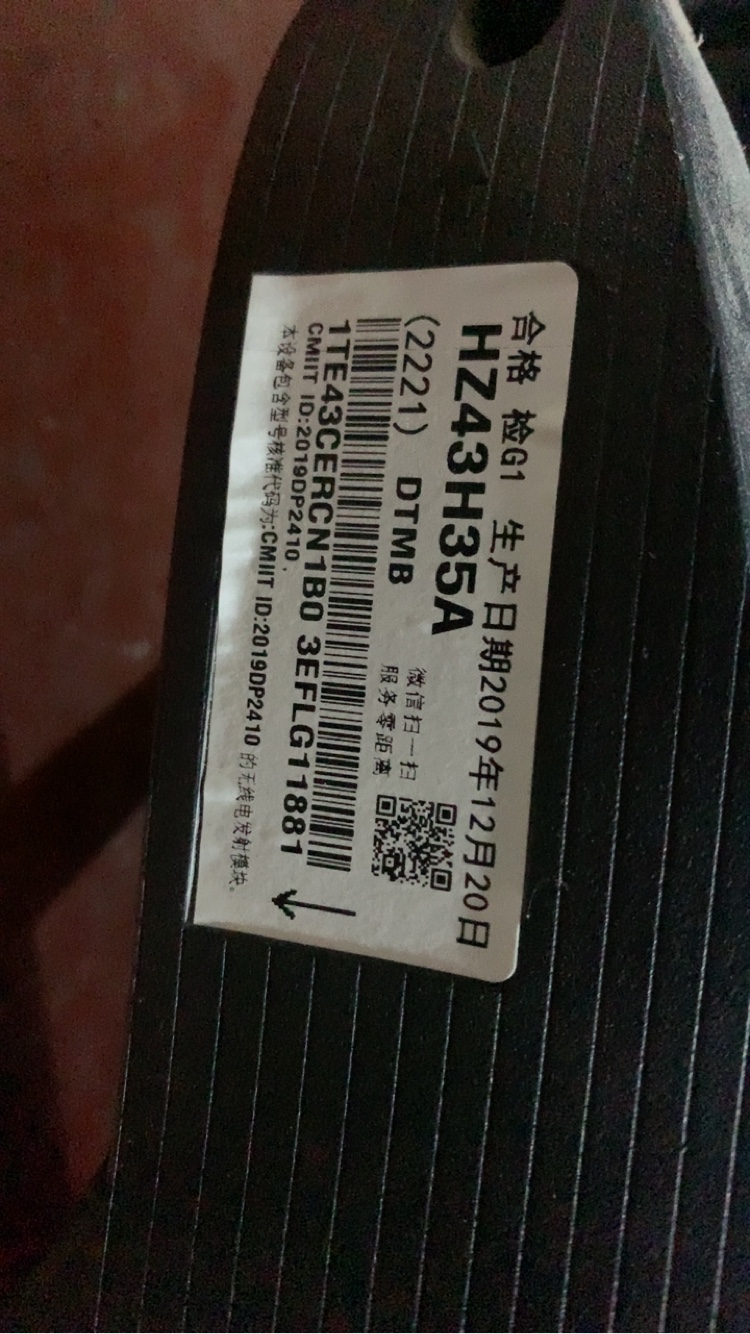 合格 检G1 生产日期2019年12月20日
HZ43H35A
(2221) DTMB
微信扫一扫
服务零距离
1TE43CERCN1B0 3EFLG11881
CMIIT ID:2019DP2410,
本设备包含型号核准代码为:CMIIT ID:2019DP2410 的无线电发射模块。